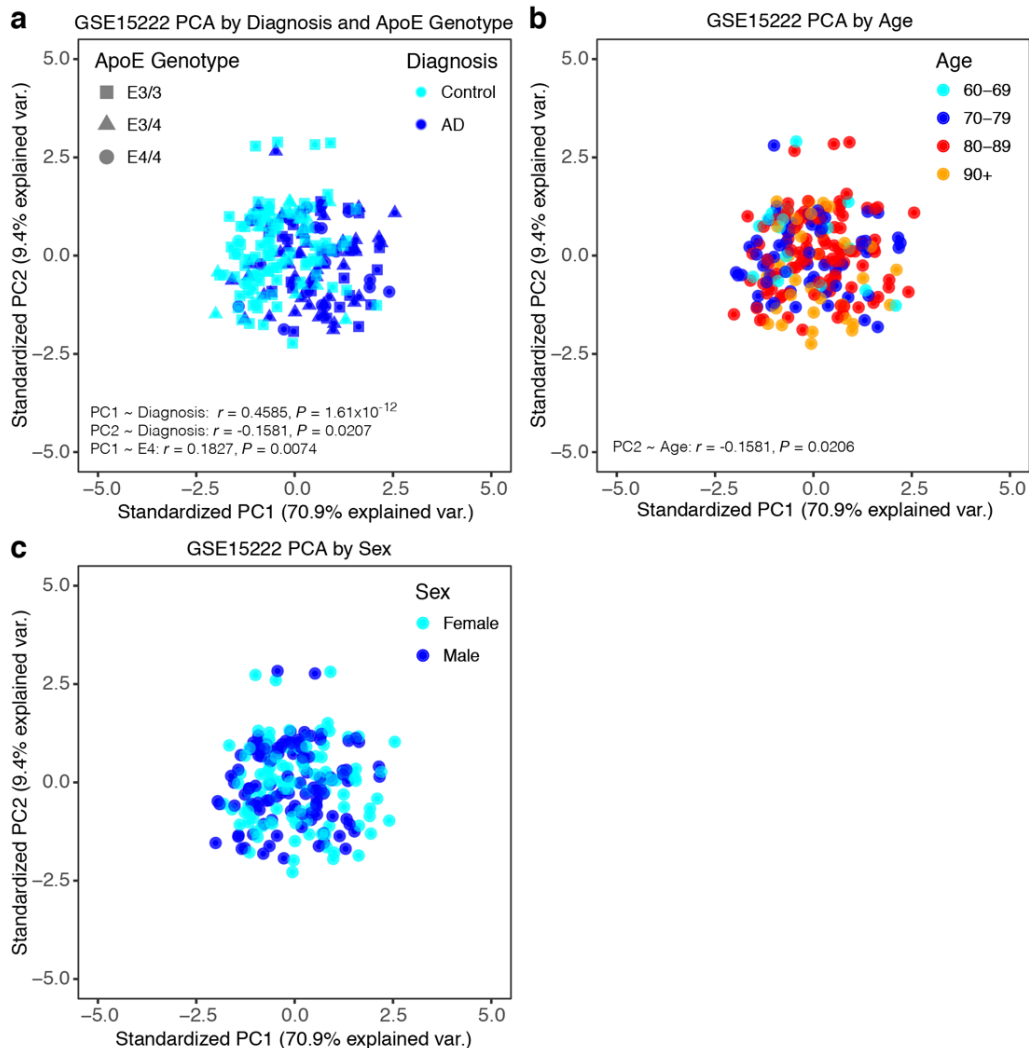 a
GSE15222 PCA by Diagnosis and ApoE Genotype
ApoE Genotype
E3/3
E3/4
E4/4
Diagnosis
Control
AD
5.0
2.5
0.0
−2.5
−5.0
Standardized PC2 (9.4% explained var.)
PC1 ~ Diagnosis: r = 0.4585, P = 1.61x10⁻¹²
PC2 ~ Diagnosis: r = -0.1581, P = 0.0207
PC1 ~ E4: r = 0.1827, P = 0.0074
−5.0 −2.5 0.0 2.5 5.0
Standardized PC1 (70.9% explained var.)
b
GSE15222 PCA by Age
Age
60–69
70–79
80–89
90+
5.0
2.5
0.0
−2.5
−5.0
Standardized PC2 (9.4% explained var.)
PC2 ~ Age: r = -0.1581, P = 0.0206
−5.0 −2.5 0.0 2.5 5.0
Standardized PC1 (70.9% explained var.)
c
GSE15222 PCA by Sex
Sex
Female
Male
5.0
2.5
0.0
−2.5
−5.0
Standardized PC2 (9.4% explained var.)
−5.0 −2.5 0.0 2.5 5.0
Standardized PC1 (70.9% explained var.)